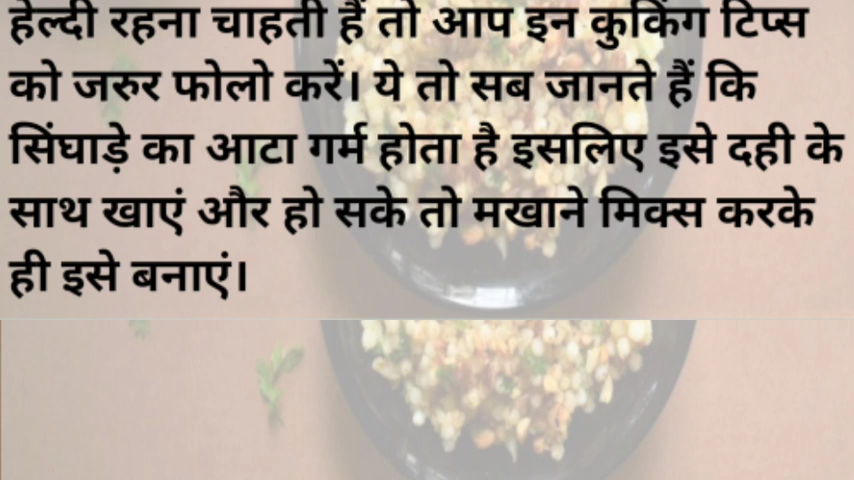 हेल्दी रहना चाहती हैं तो आप इन कुकिंग टिप्स
को जरुर फोलो करें। ये तो सब जानते हैं कि
सिंघाड़े का आटा गर्म होता है इसलिए इसे दही के
साथ खाएं और हो सके तो मखाने मिक्स करके
ही इसे बनाएं।